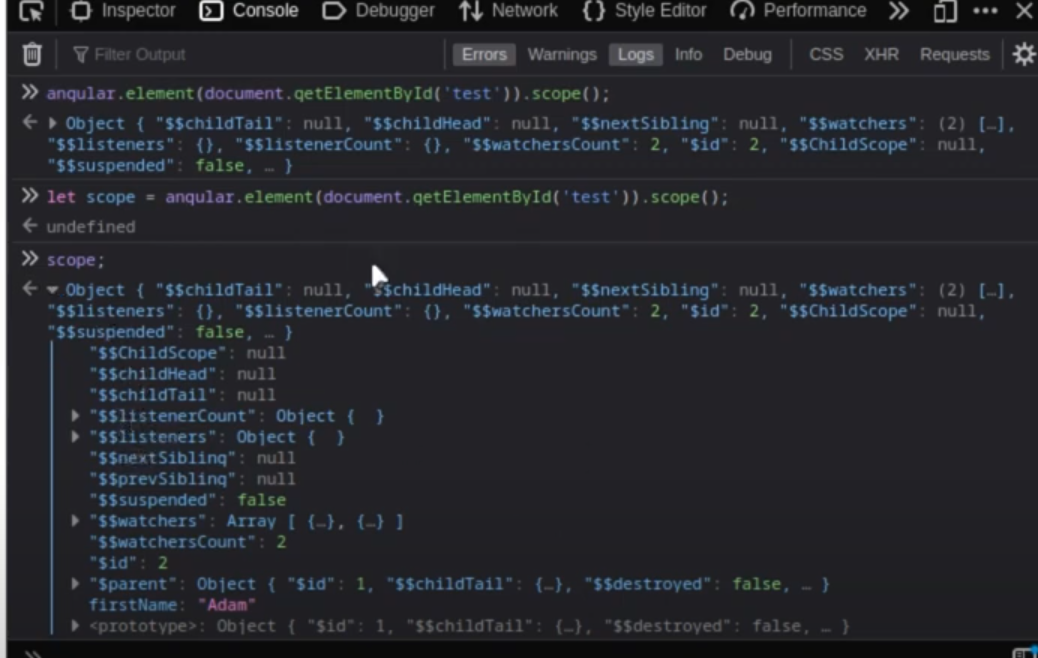 Inspector Console Debugger Network Style Editor Performance
Filter Output Errors Warnings Logs Info Debug CSS XHR Requests
angular.element(document.getElementById('test')).scope();
Object { "$$childTail": null, "$$childHead": null, "$$nextSibling": null, "$$watchers": (2) […],
"$$listeners": {}, "$$listenerCount": {}, "$$watchersCount": 2, "$id": 2, "$$ChildScope": null,
"$$suspended": false, … }
let scope = angular.element(document.getElementById('test')).scope();
undefined
scope;
Object { "$$childTail": null, "$$childHead": null, "$$nextSibling": null, "$$watchers": (2) […],
"$$listeners": {}, "$$listenerCount": {}, "$$watchersCount": 2, "$id": 2, "$$ChildScope": null,
"$$suspended": false, … }
"$$ChildScope": null
"$$childHead": null
"$$childTail": null
"$$listenerCount": Object { }
"$$listeners": Object { }
"$$nextSibling": null
"$$prevSibling": null
"$$suspended": false
"$$watchers": Array [ {…}, {…} ]
"$$watchersCount": 2
"$id": 2
"$parent": Object { "$id": 1, "$$childTail": {…}, "$$destroyed": false, … }
firstName: "Adam"
<prototype>: Object { "$id": 1, "$$childTail": {…}, "$$destroyed": false, … }